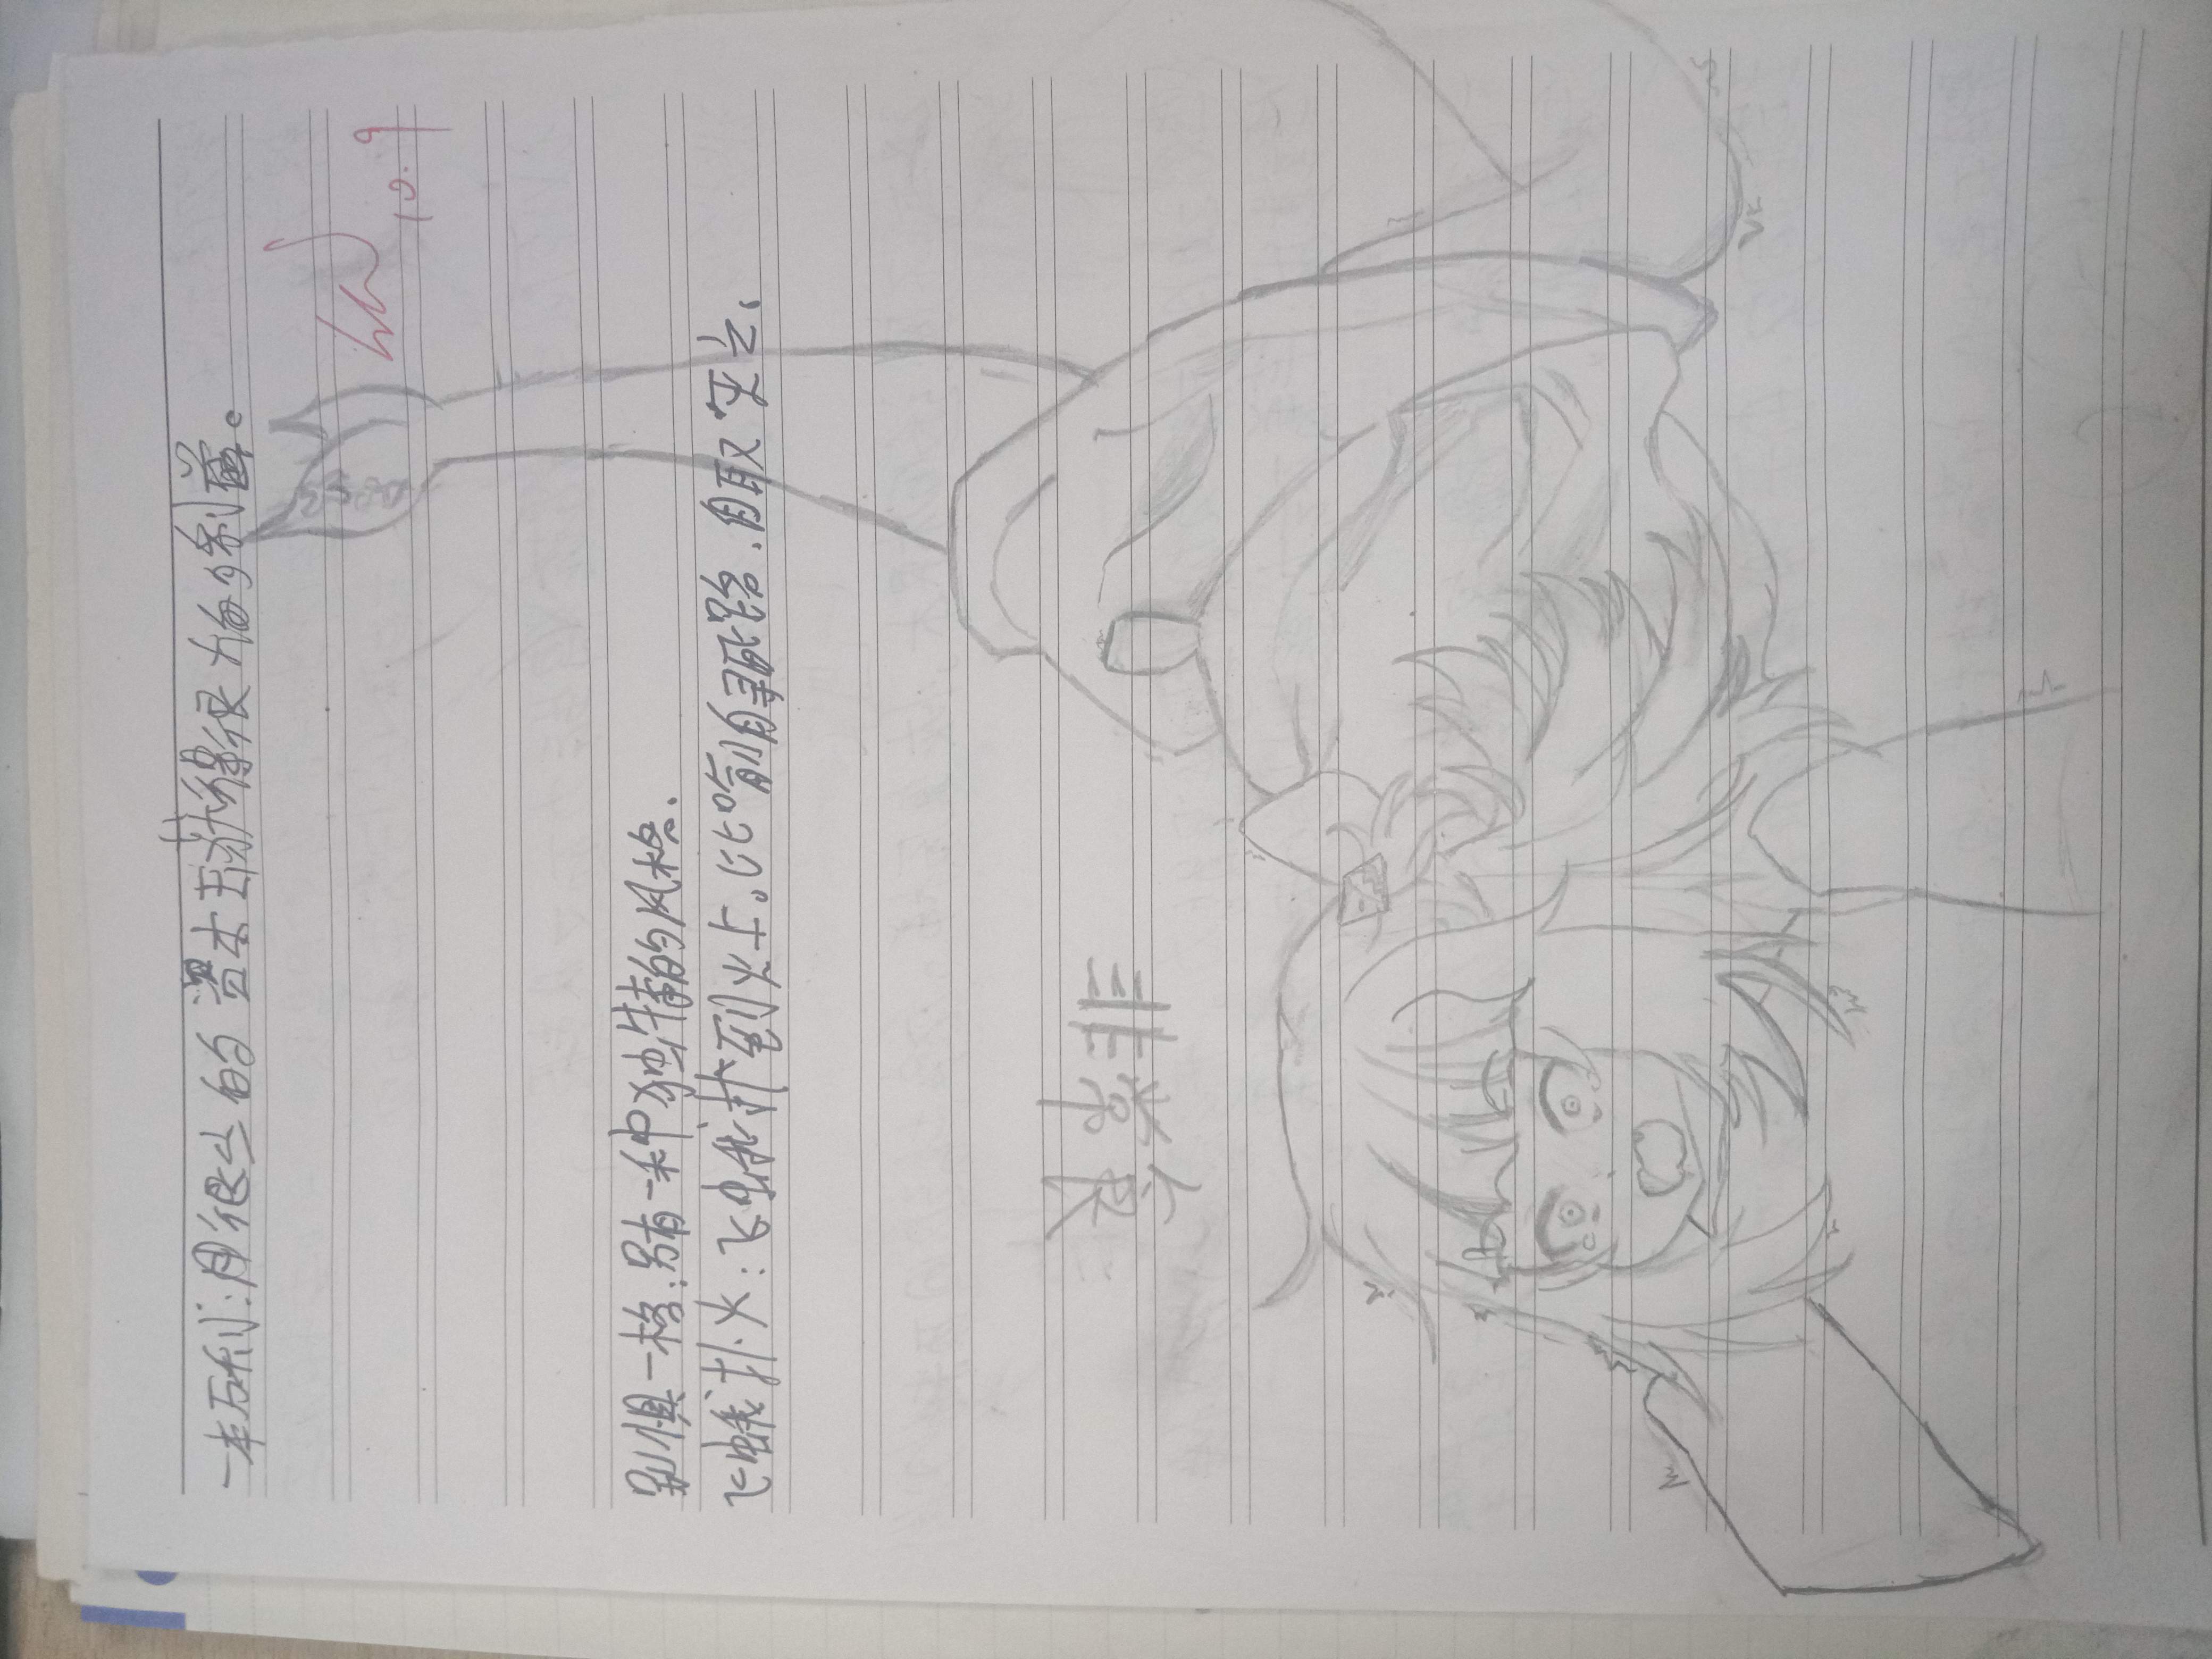 一本万利：用很少的资本去获得很大的利益。
10.9
别惧一格：另有一种独特的风格.
飞蛾扑火：飞蛾扑到火上。比喻自寻死路.自取灭亡.